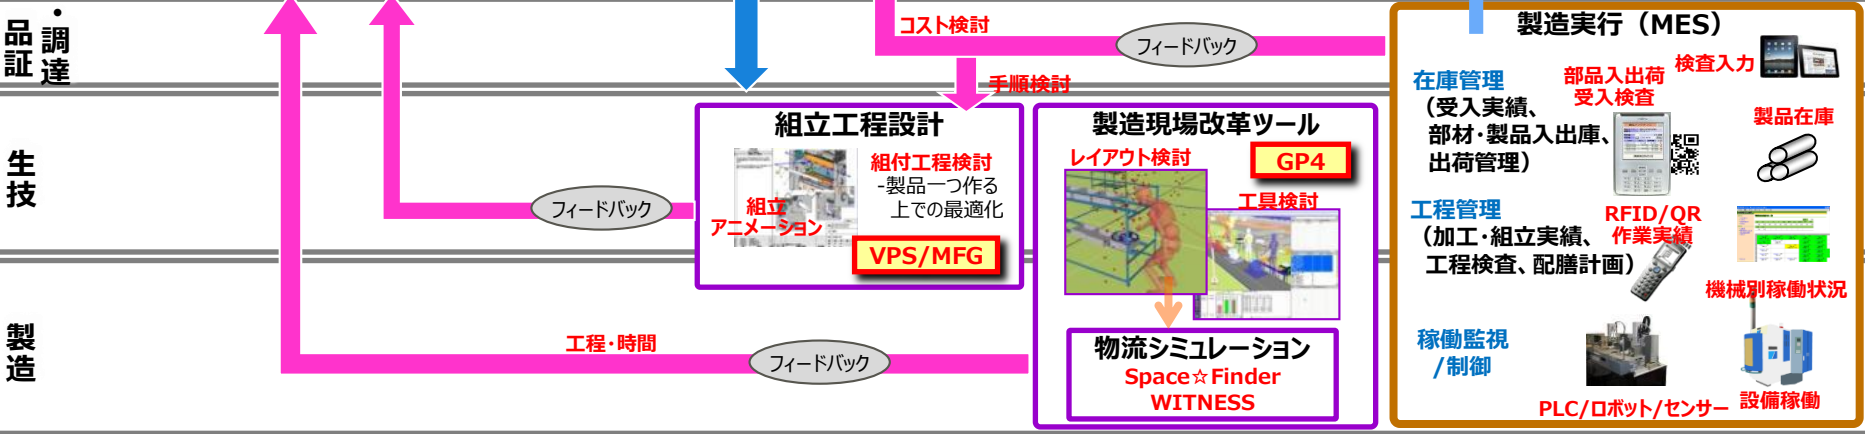 品証・調達
生技
製造
コスト検討
フィードバック
手順検討
組立工程設計
組付工程検討
-製品一つ作る
上での最適化
組立
アニメーション
VPS/MFG
フィードバック
工程・時間
フィードバック
製造現場改革ツール
レイアウト検討
GP4
工具検討
物流シミュレーション
Space☆Finder
WITNESS
製造実行（MES）
在庫管理
（受入実績、
部材・製品入出庫、
出荷管理）
部品入出荷
受入検査
検査入力
製品在庫
工程管理
（加工・組立実績、
工程検査、配膳計画）
RFID/QR
作業実績
機械別稼働状況
稼働監視
/制御
PLC/ロボット/センサー
設備稼働